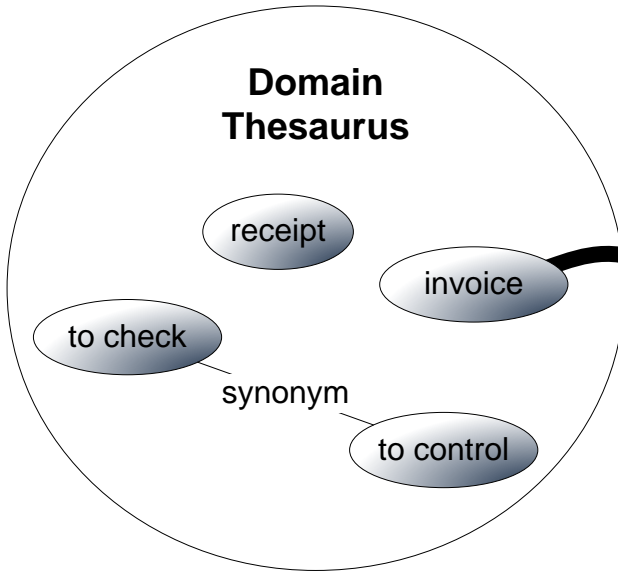 Domain
Thesaurus
receipt
invoice
to check
synonym
to control